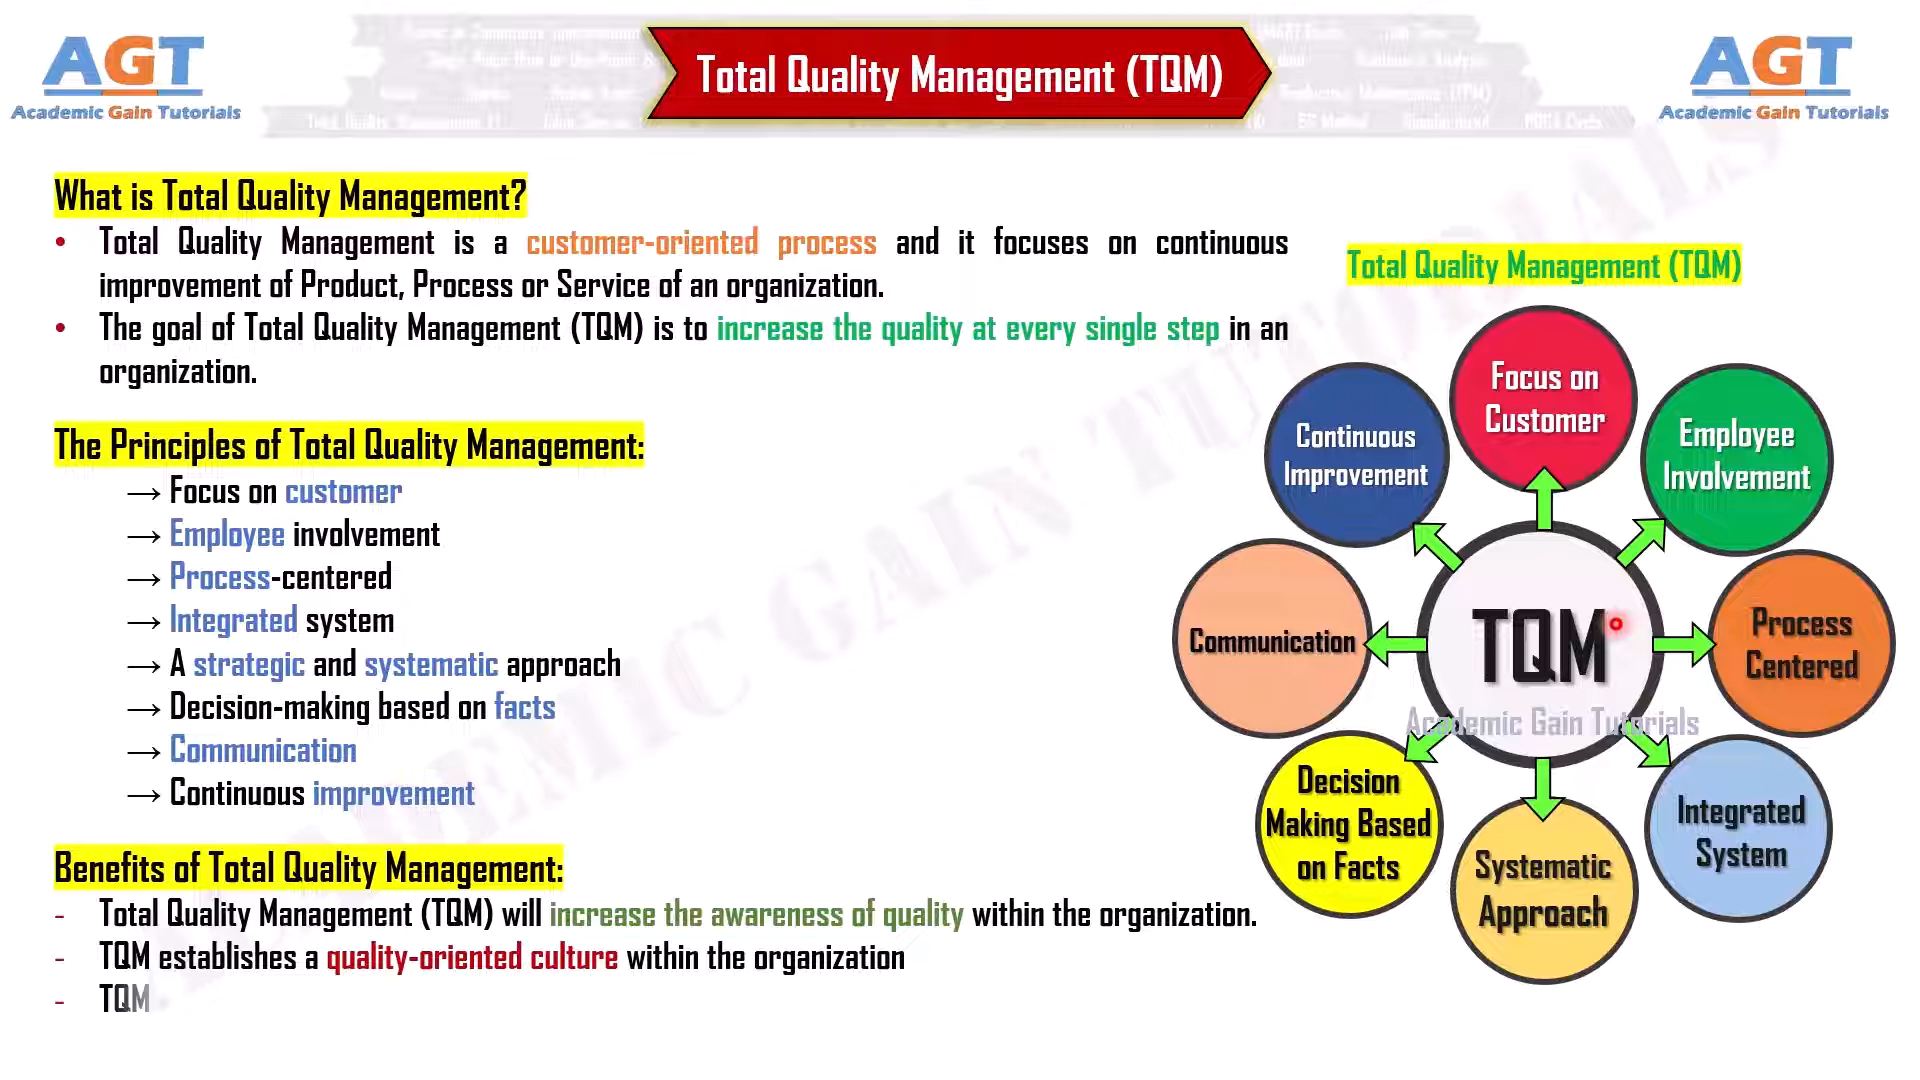 AGT
Academic Gain Tutorials
Total Quality Management (TQM)
AGT
Academic Gain Tutorials
What is Total Quality Management?
• Total Quality Management is a customer-oriented process and it focuses on continuous
improvement of Product, Process or Service of an organization.
• The goal of Total Quality Management (TQM) is to increase the quality at every single step in an
organization.
The Principles of Total Quality Management:
→ Focus on customer
→ Employee involvement
→ Process-centered
→ Integrated system
→ A strategic and systematic approach
→ Decision-making based on facts
→ Communication
→ Continuous improvement
Benefits of Total Quality Management:
- Total Quality Management (TQM) will increase the awareness of quality within the organization.
- TQM establishes a quality-oriented culture within the organization
- TQM
Total Quality Management (TQM)
Focus on
Customer
Employee
Involvement
Process
Centered
Integrated
System
Systematic
Approach
Decision
Making Based
on Facts
Communication
Continuous
Improvement
TQM
Academic Gain Tutorials
ACADEMIC GAIN TUTORIALS